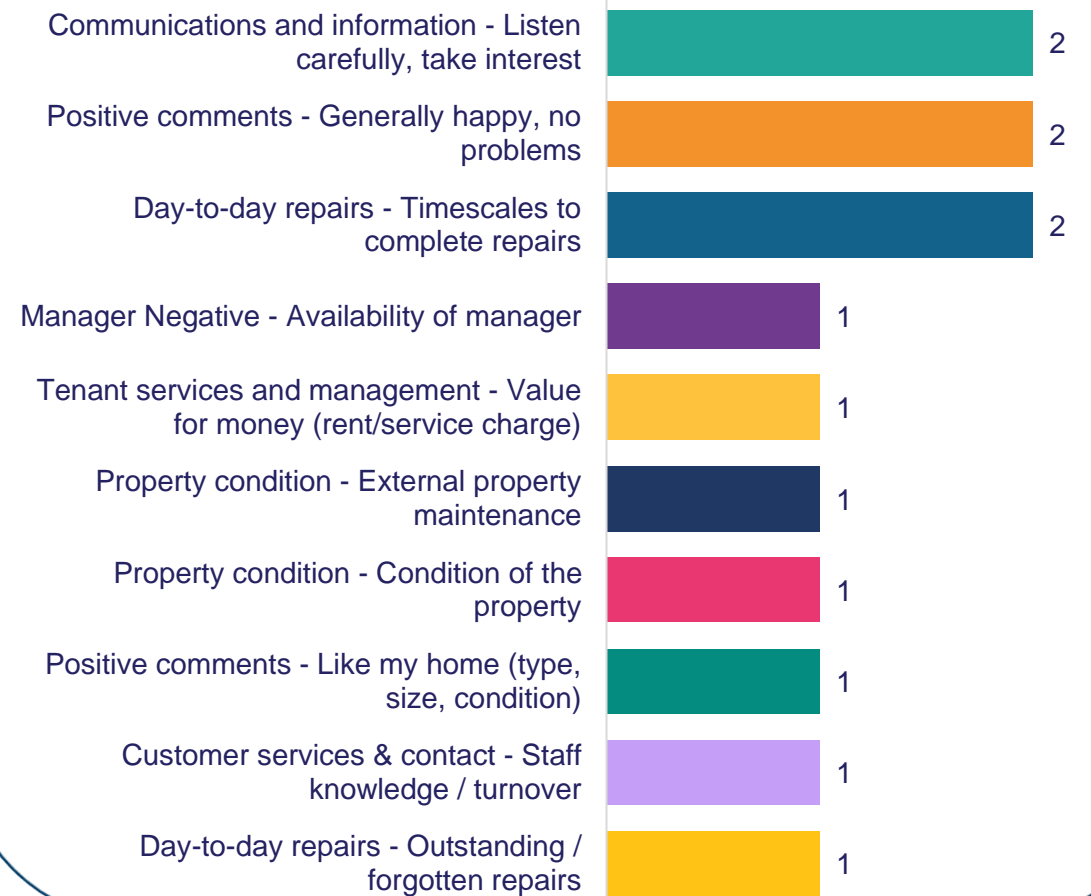 Communications and information - Listen
carefully, take interest
2
Positive comments - Generally happy, no
problems
2
Day-to-day repairs - Timescales to
complete repairs
2
Manager Negative - Availability of manager
1
Tenant services and management - Value
for money (rent/service charge)
1
Property condition - External property
maintenance
1
Property condition - Condition of the
property
1
Positive comments - Like my home (type,
size, condition)
1
Customer services & contact - Staff
knowledge / turnover
1
Day-to-day repairs - Outstanding /
forgotten repairs
1